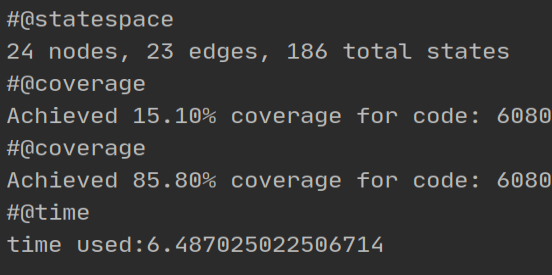 #@statespace
24 nodes, 23 edges, 186 total states
#@coverage
Achieved 15.10% coverage for code: 6080
#@coverage
Achieved 85.80% coverage for code: 6080
#@time
time used:6.487025022506714